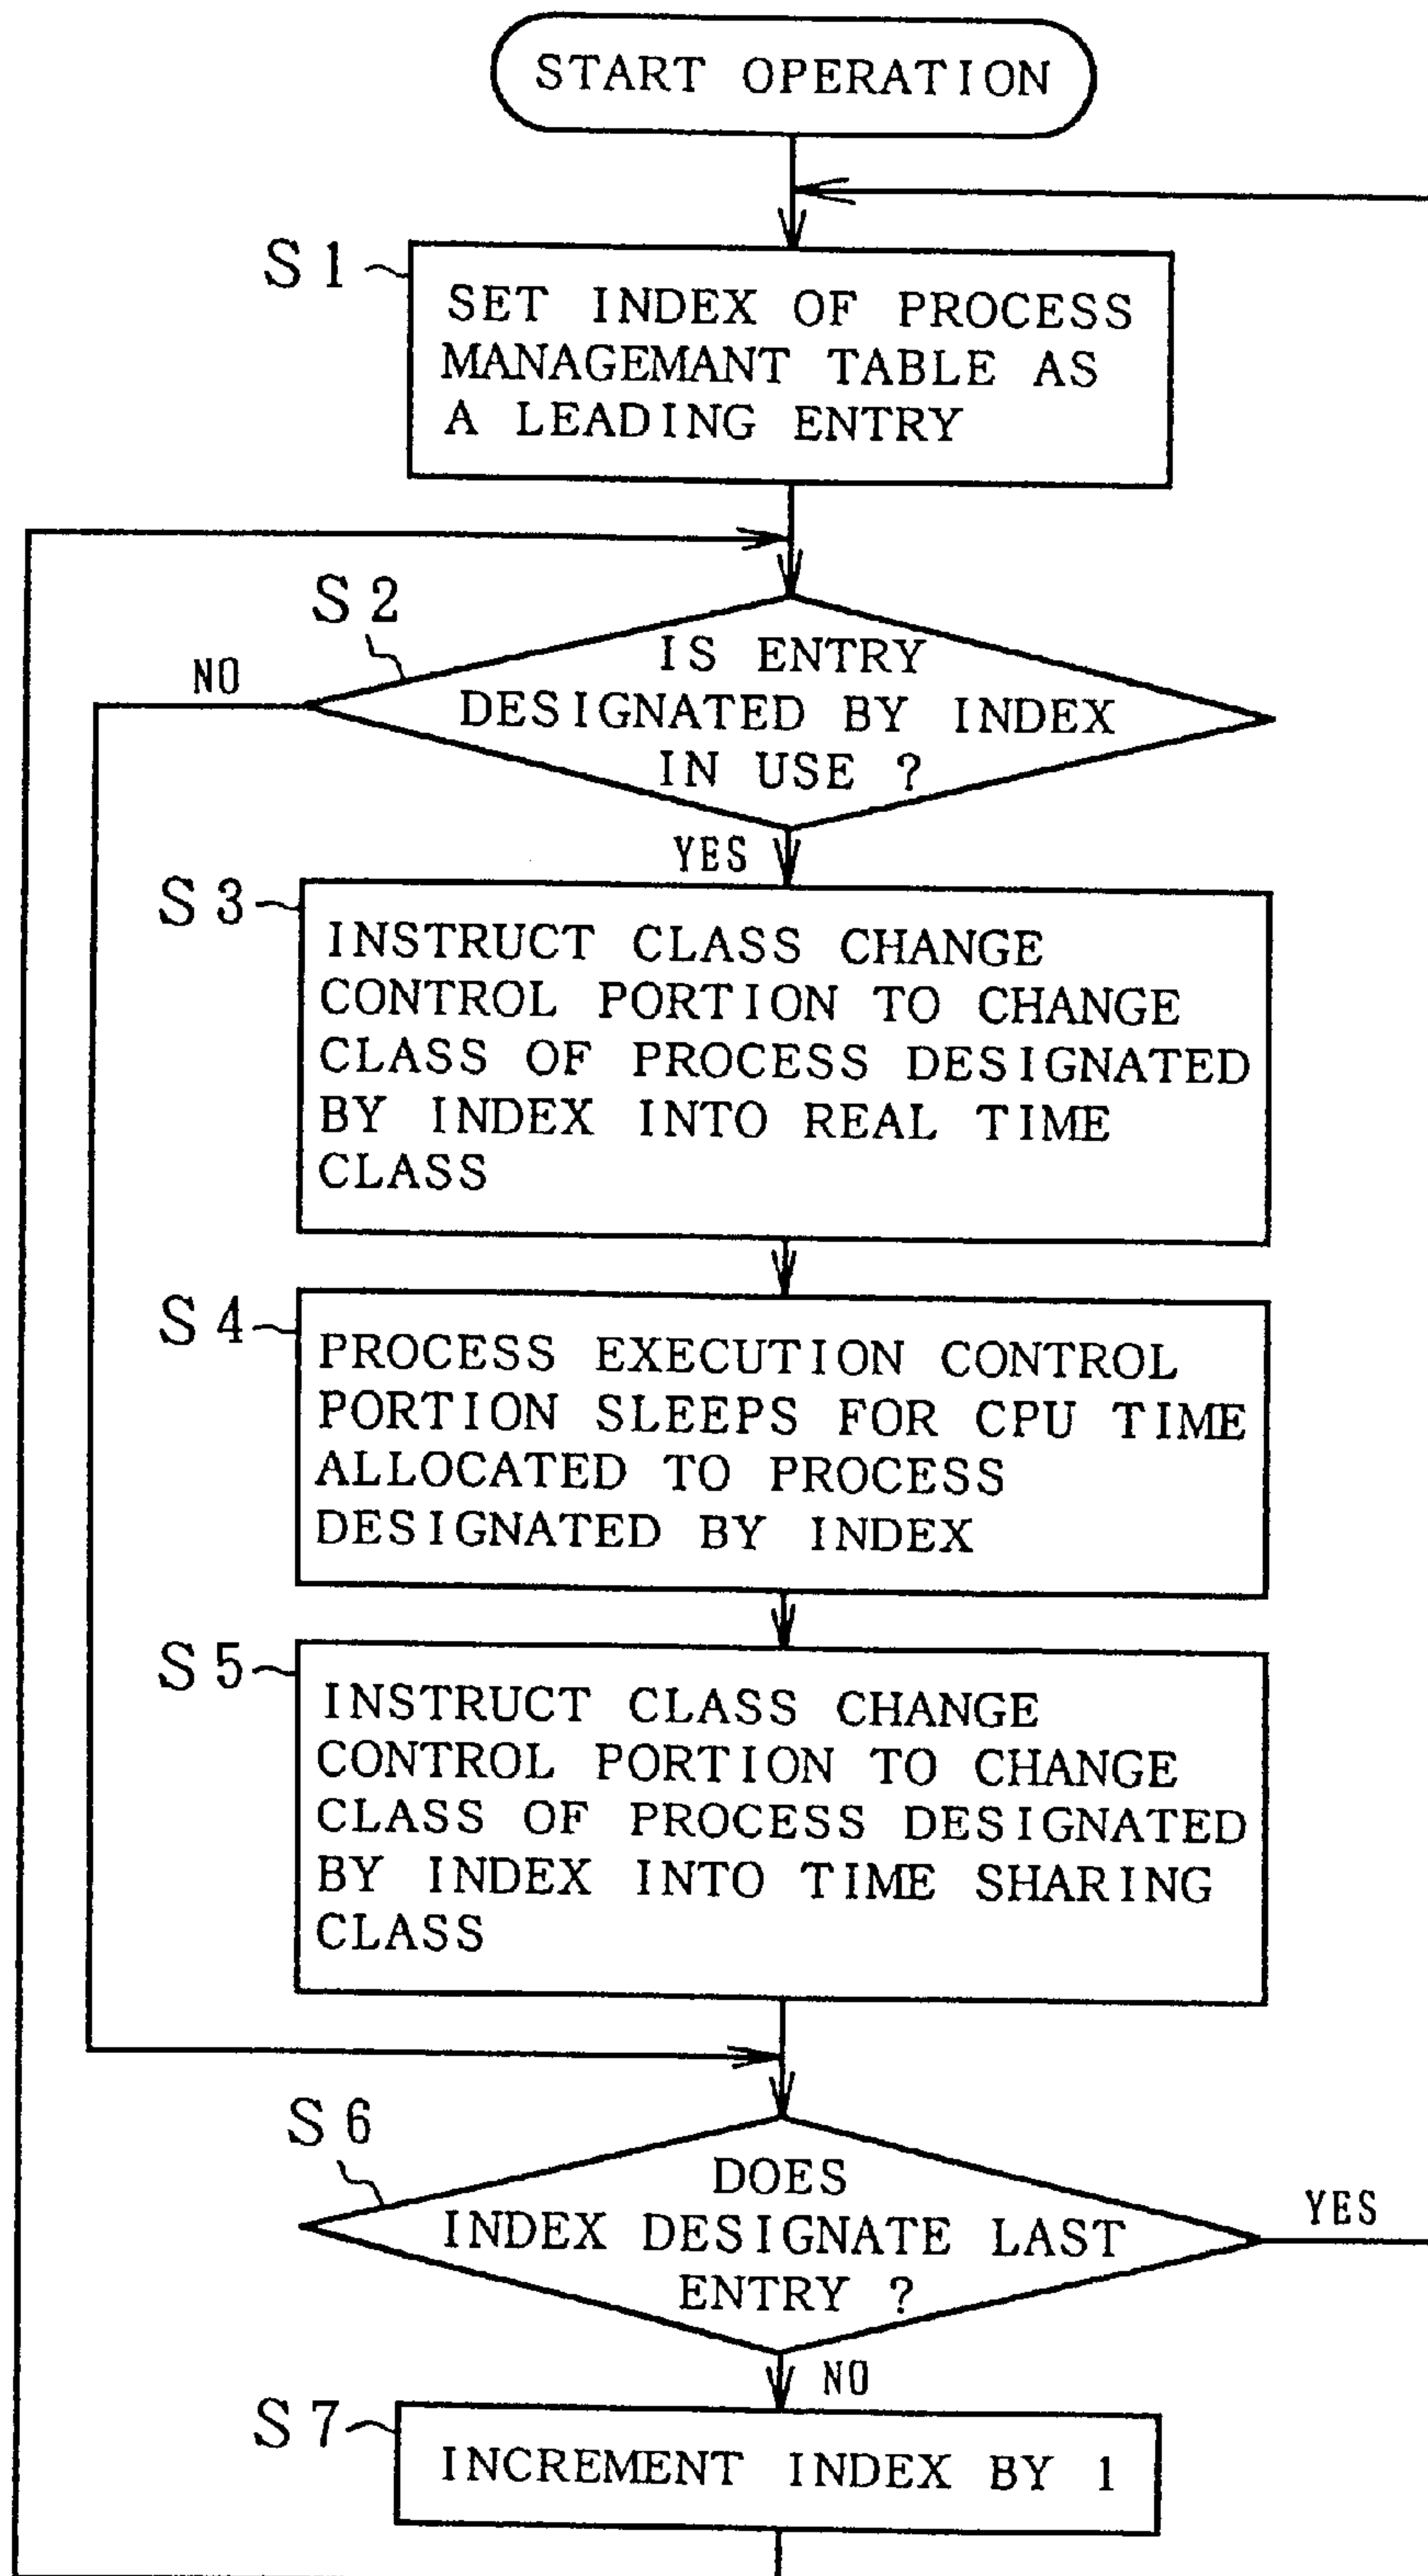 START OPERATION
S1
SET INDEX OF PROCESS
MANAGEMANT TABLE AS
A LEADING ENTRY
S2
NO
IS ENTRY
DESIGNATED BY INDEX
IN USE ?
YES
S3
INSTRUCT CLASS CHANGE
CONTROL PORTION TO CHANGE
CLASS OF PROCESS DESIGNATED
BY INDEX INTO REAL TIME
CLASS
S4
PROCESS EXECUTION CONTROL
PORTION SLEEPS FOR CPU TIME
ALLOCATED TO PROCESS
DESIGNATED BY INDEX
S5
INSTRUCT CLASS CHANGE
CONTROL PORTION TO CHANGE
CLASS OF PROCESS DESIGNATED
BY INDEX INTO TIME SHARING
CLASS
S6
DOES
INDEX DESIGNATE LAST
ENTRY ?
YES
NO
S7
INCREMENT INDEX BY 1